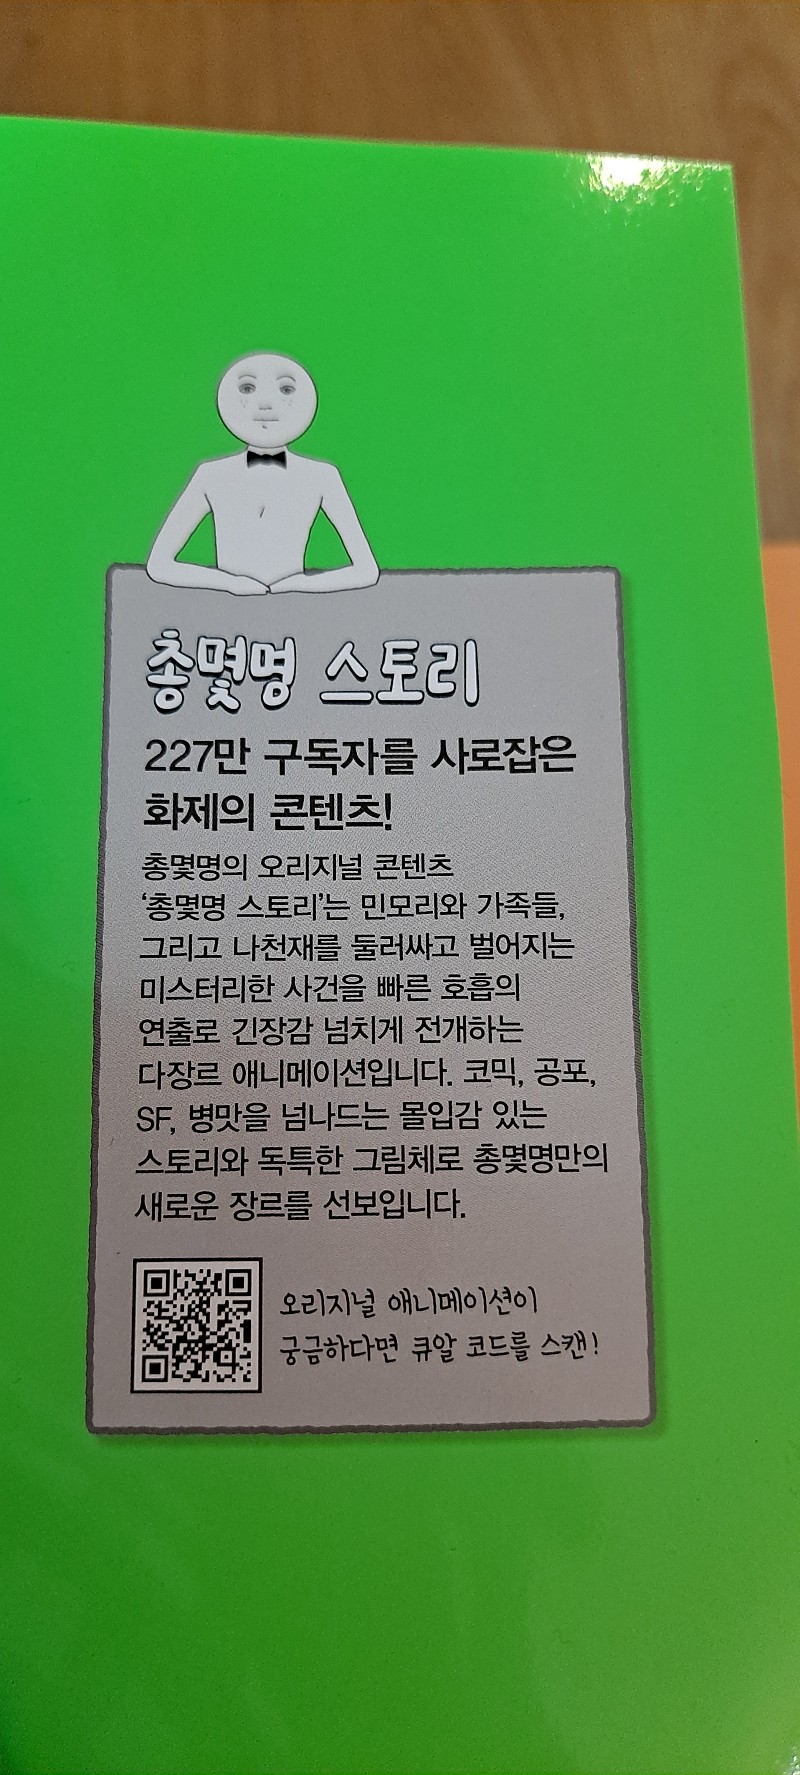 총몇명 스토리
227만 구독자를 사로잡은
화제의 콘텐츠!
총몇명의 오리지널 콘텐츠
‘총몇명 스토리’는 민모리와 가족들,
그리고 나천재를 둘러싸고 벌어지는
미스터리한 사건을 빠른 호흡의
연출로 긴장감 넘치게 전개하는
다장르 애니메이션입니다. 코믹, 공포,
SF, 병맛을 넘나드는 몰입감 있는
스토리와 독특한 그림체로 총몇명만의
새로운 장르를 선보입니다.
오리지널 애니메이션이
궁금하다면 큐알 코드를 스캔!